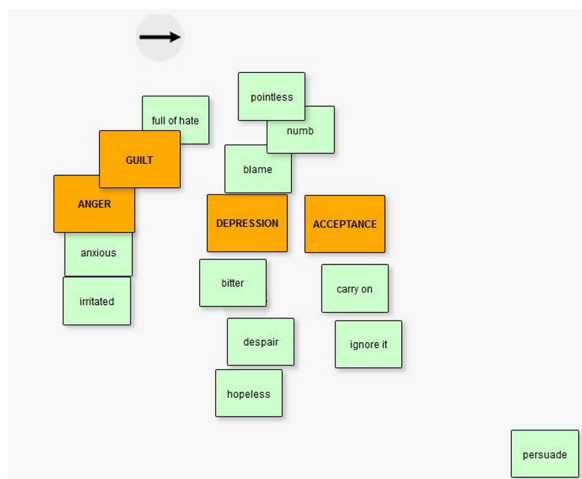 pointless
full of hate
numb
GUILT
blame
ANGER
DEPRESSION
ACCEPTANCE
anxious
bitter
carry on
irritated
despair
ignore it
hopeless
persuade